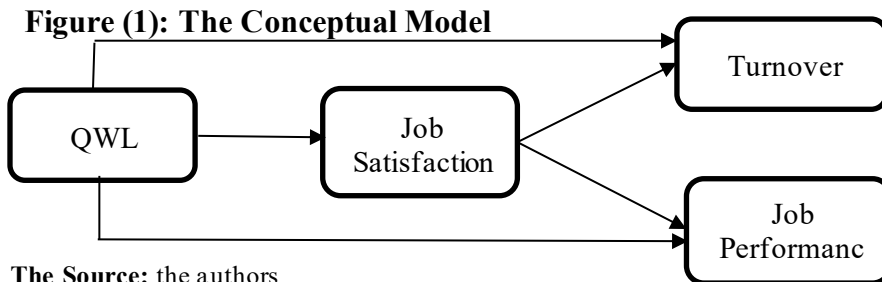 Figure (1): The Conceptual Model
Turnover
QWL
Job
Satisfaction
Job
Performanc
The Source: the authors